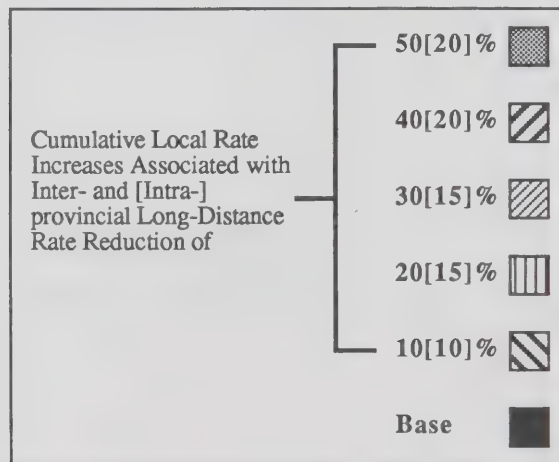 50[20]%
40[20]%
Cumulative Local Rate
Increases Associated with
Inter- and [Intra-]
provincial Long-Distance
Rate Reduction of
30[15]%
20[15]%
10[10]%
Base